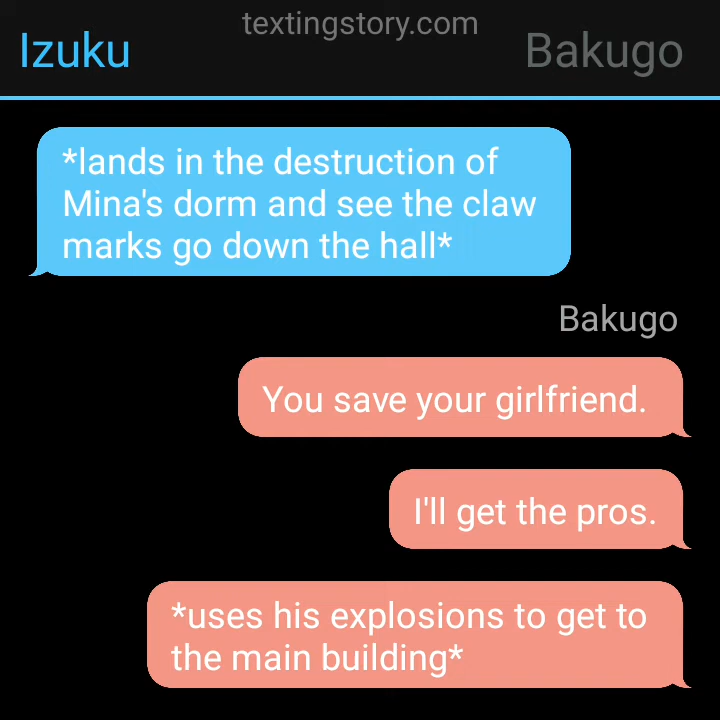 textingstory.com
Izuku
Bakugo
*lands in the destruction of
Mina's dorm and see the claw
marks go down the hall*
Bakugo
You save your girlfriend.
I'll get the pros.
*uses his explosions to get to
the main building*